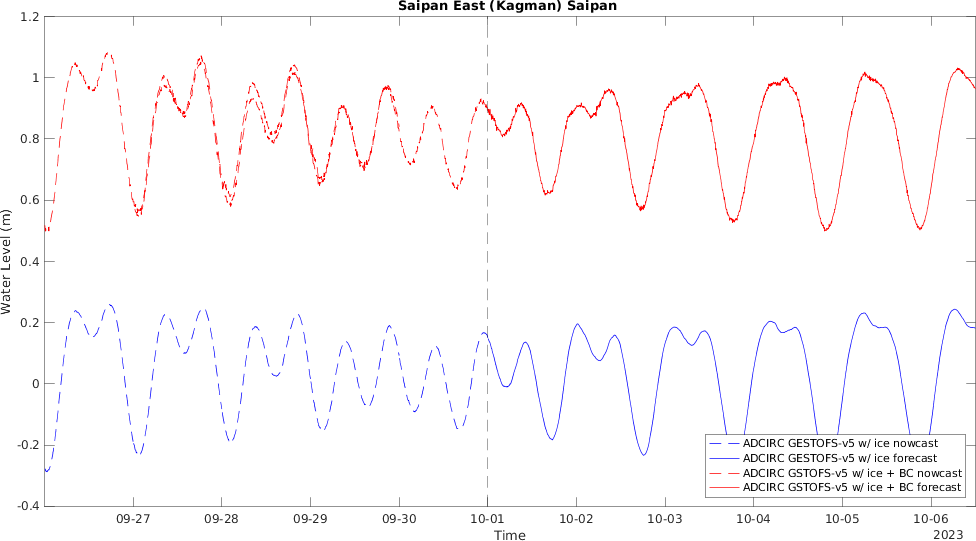 Saipan East (Kagman) Saipan
Water Level (m)
1.2
1
0.8
0.6
0.4
0.2
0
-0.2
-0.4
09-27 09-28 09-29 09-30 10-01 10-02 10-03 10-04 10-05 10-06
Time
2023
ADCIRC GESTOFS-v5 w/ ice nowcast
ADCIRC GESTOFS-v5 w/ ice forecast
ADCIRC GSTOFS-v5 w/ ice + BC nowcast
ADCIRC GSTOFS-v5 w/ ice + BC forecast